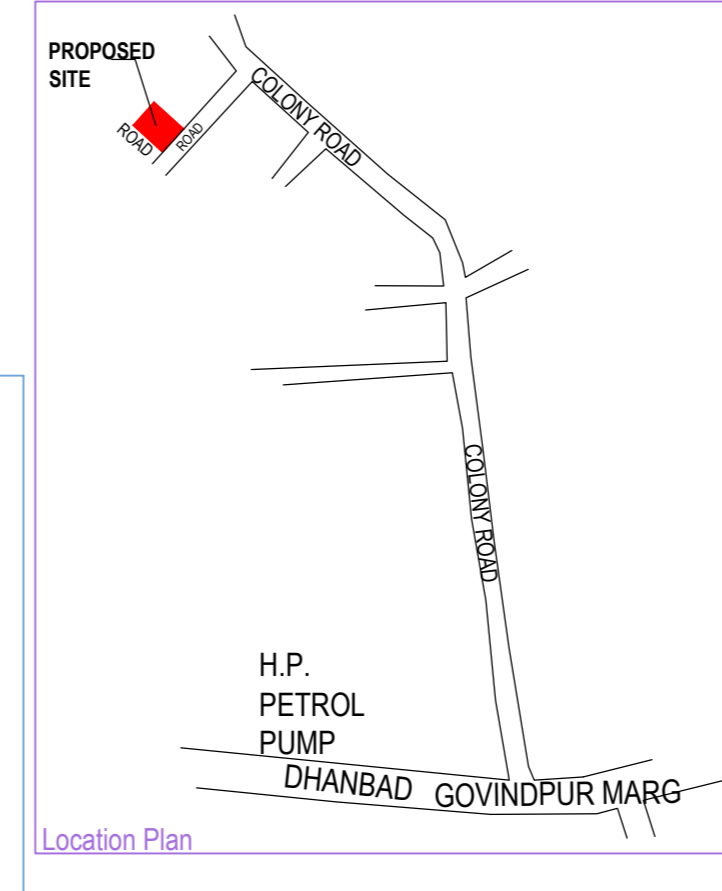 PROPOSED
SITE
COLONY ROAD
ROAD
ROAD
COLONY ROAD
H.P.
PETROL
PUMP
DHANBAD GOVINDPUR MARG
Location Plan